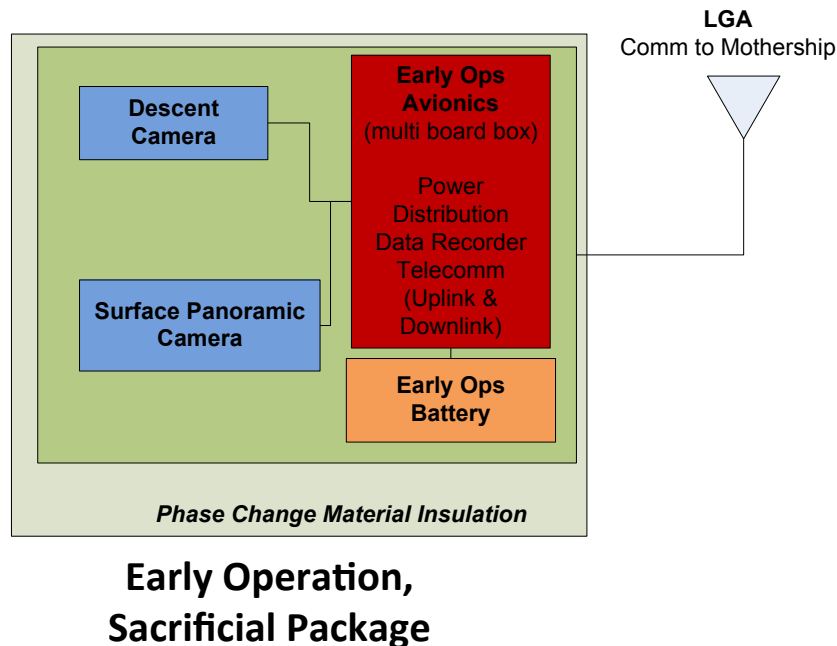 LGA
Comm to Mothership
Descent
Camera
Early Ops
Avionics
(multi board box)
Power
Distribution
Data Recorder
Telecomm
(Uplink &
Downlink)
Surface Panoramic
Camera
Early Ops
Battery
Phase Change Material Insulation
Early Operation,
Sacrificial Package